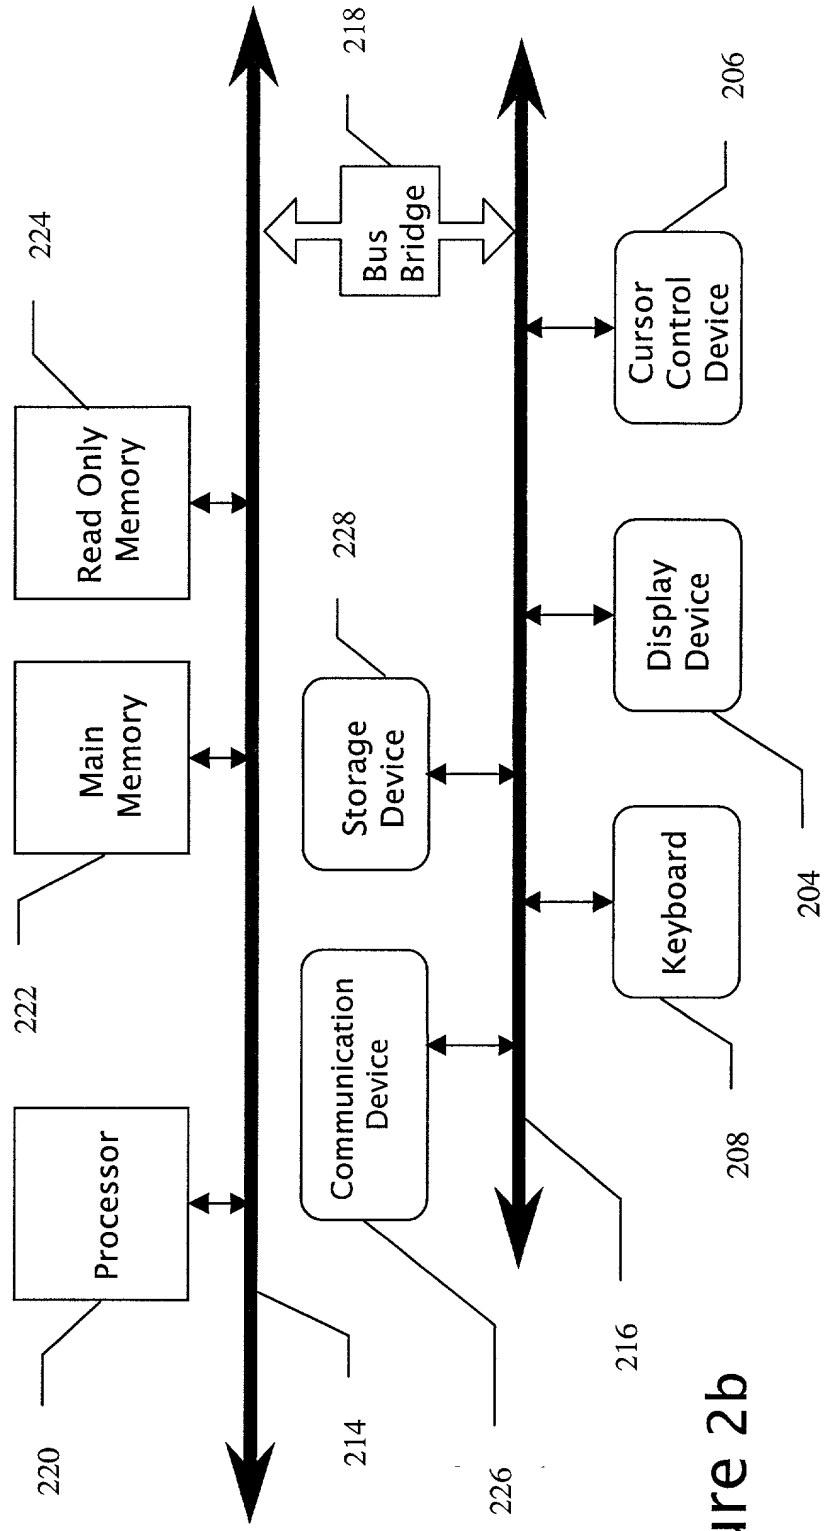 220
222
224
Processor
Main
Memory
Read Only
Memory
214
228
218
Communication
Device
Storage
Device
Bus
Bridge
226
216
Keyboard
Display
Device
Cursor
Control
Device
208
204
206
ure 2b